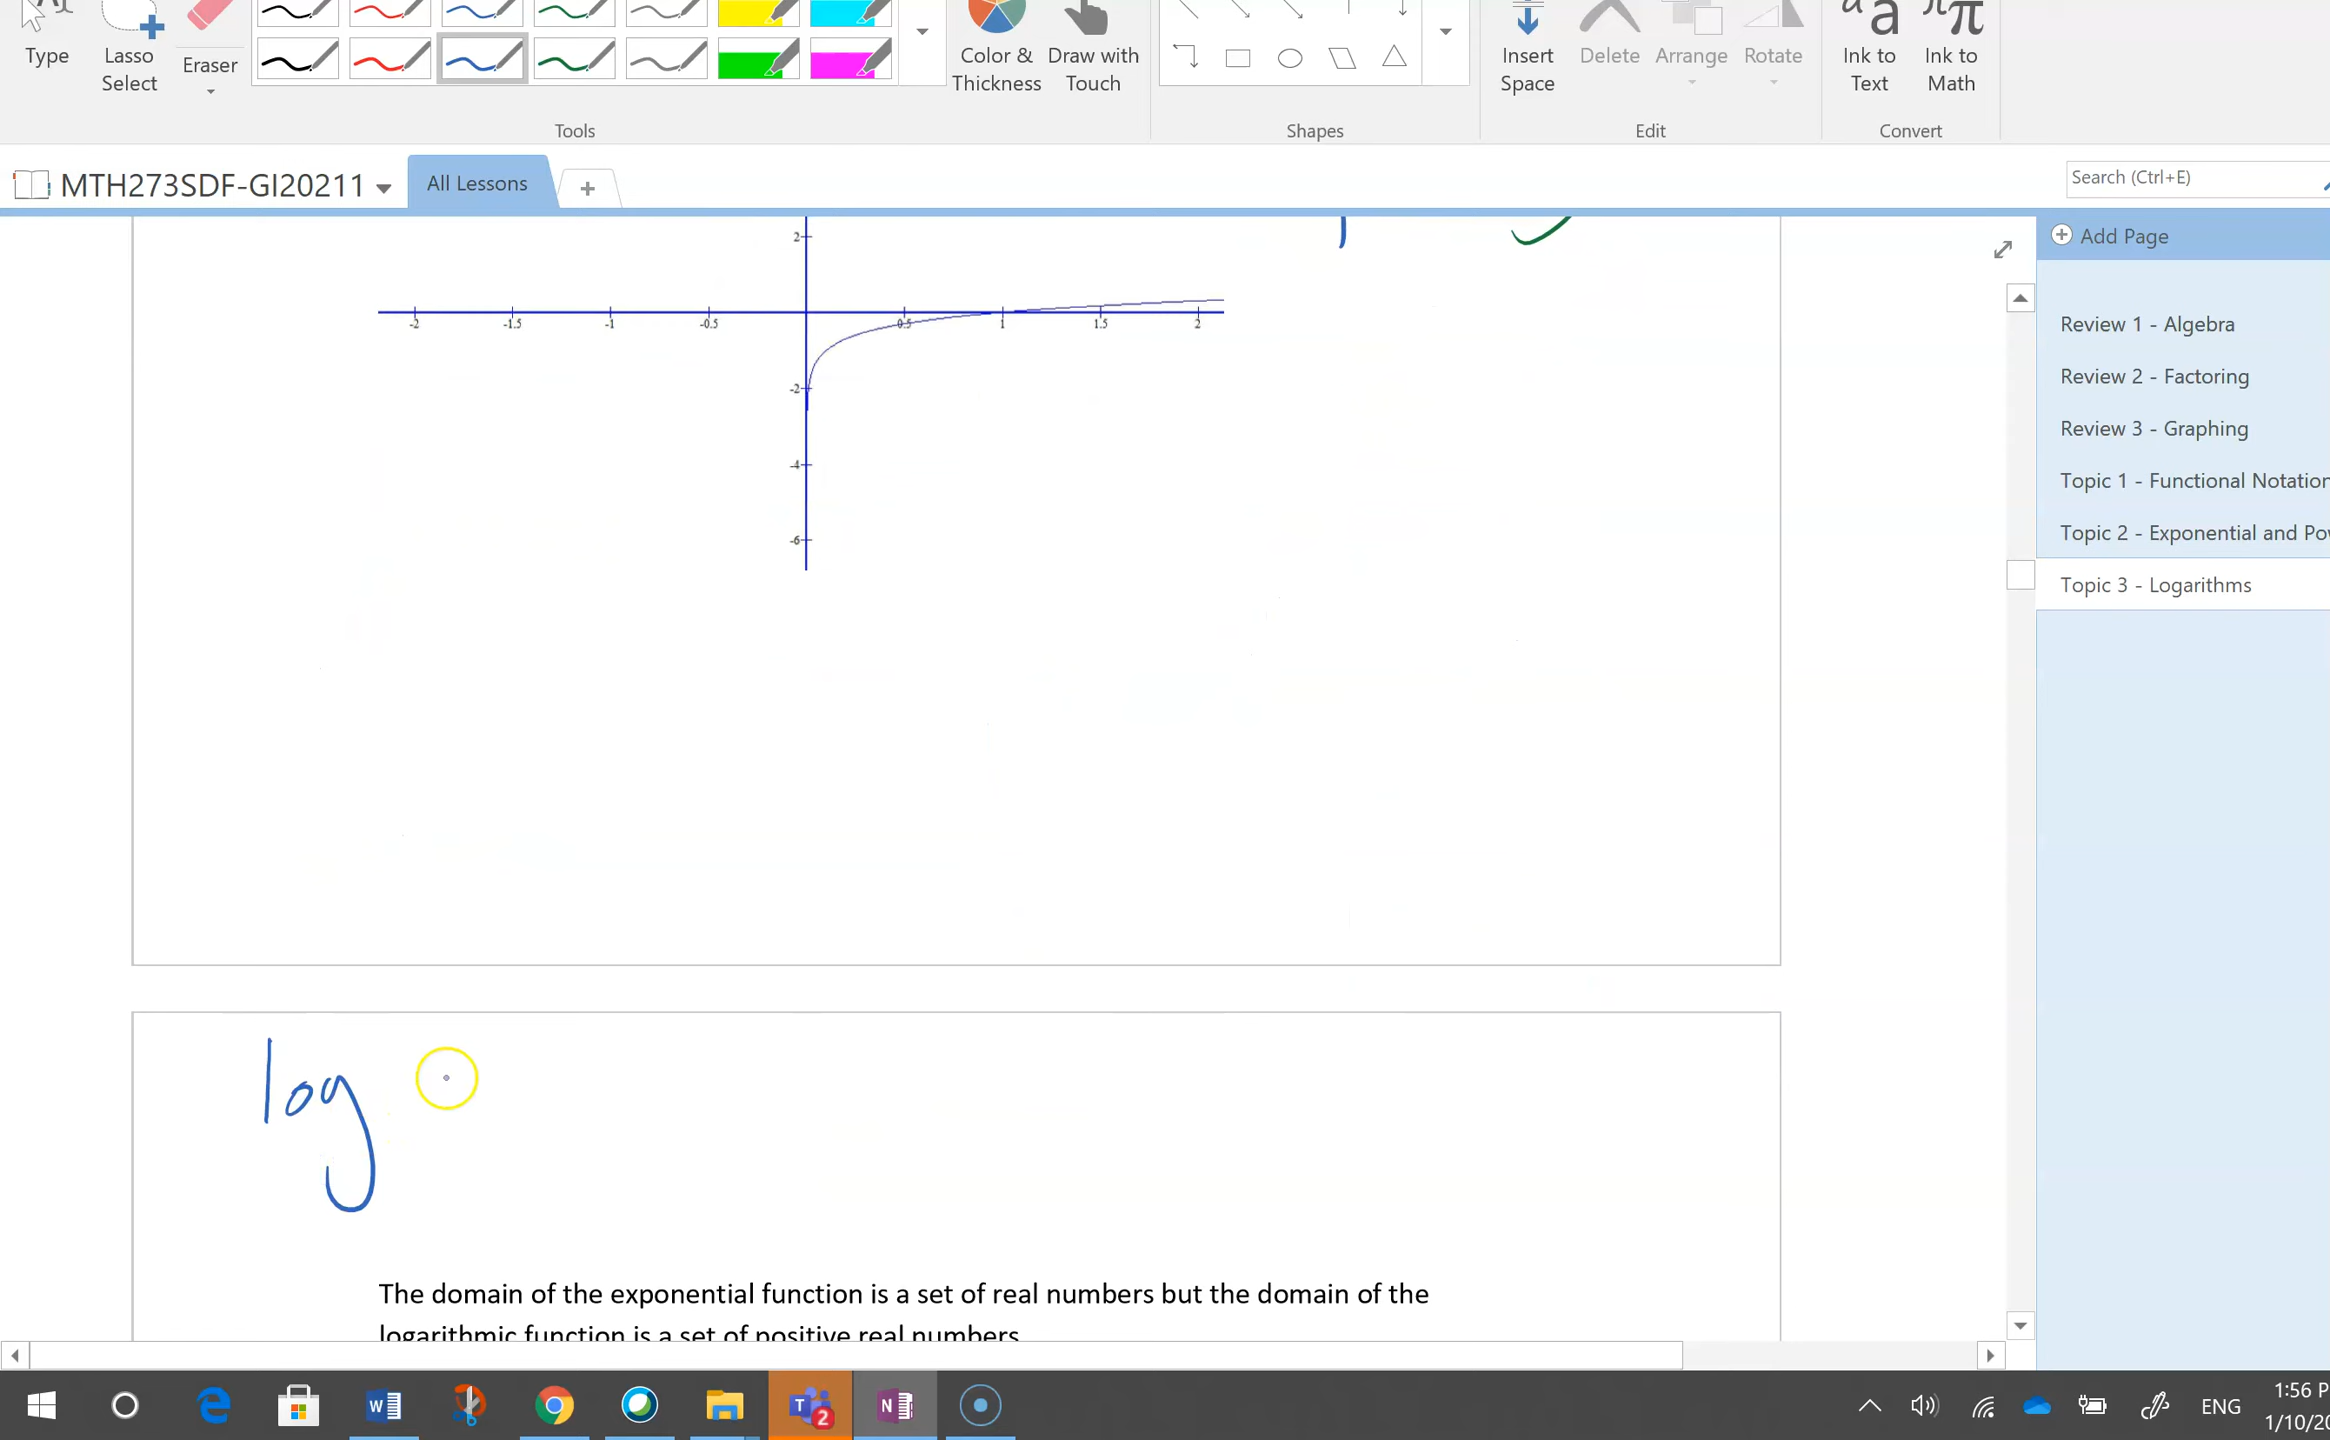 Type
Lasso
Select
Eraser
Color &
Thickness
Draw with
Touch
Insert
Space
Delete
Arrange
Rotate
Ink to
Text
Ink to
Math
Tools
Shapes
Edit
Convert
MTH273SDF-GI20211
All Lessons
Search (Ctrl+E)
Add Page
Review 1 - Algebra
Review 2 - Factoring
Review 3 - Graphing
Topic 1 - Functional Notation
Topic 2 - Exponential and Po
Topic 3 - Logarithms
2
-2 -1.5 -1 -0.5 0.5 1 1.5 2
-2
-4
-6
log
The domain of the exponential function is a set of real numbers but the domain of the
logarithmic function is a set of positive real numbers
2
ENG
1:56 P
1/10/20